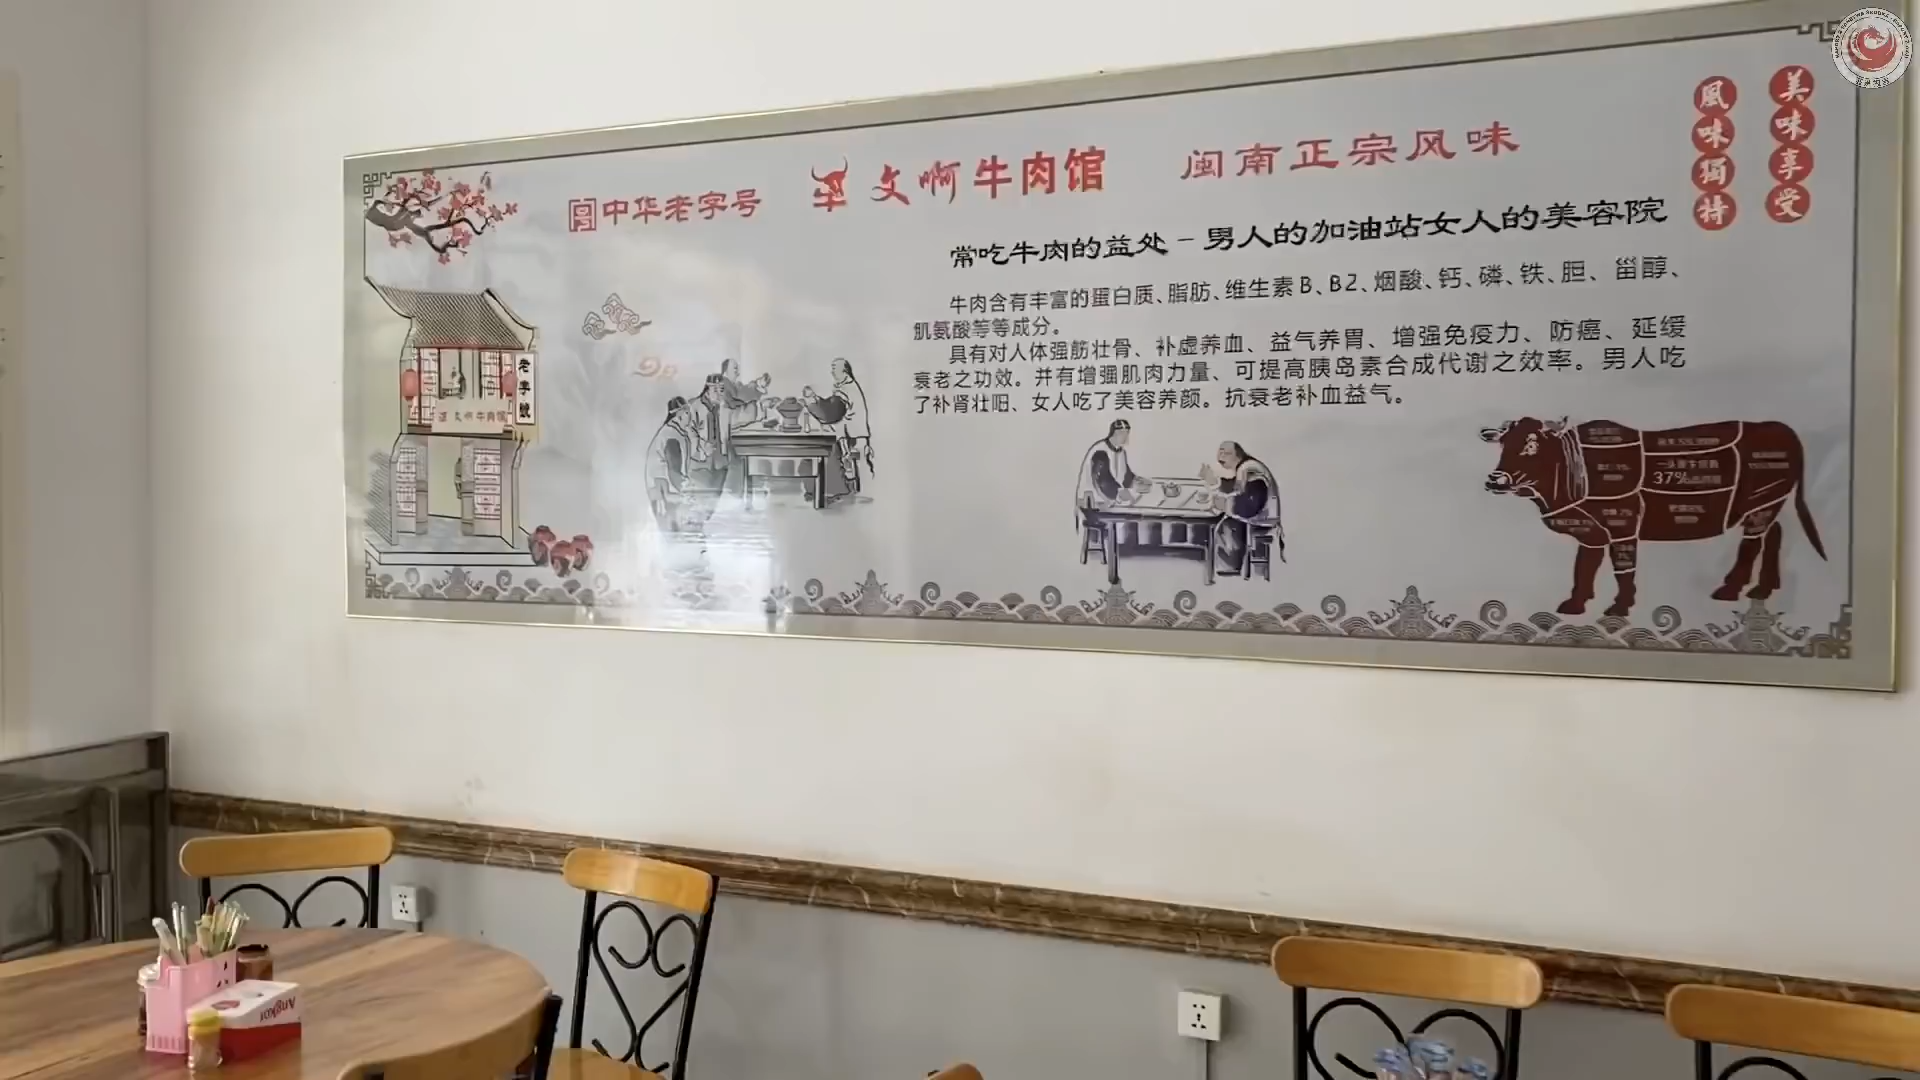 中华老字号
文啊牛肉馆
闽南正宗风味
風味獨特
美味享受
常吃牛肉的益处-男人的加油站女人的美容院
牛肉含有丰富的蛋白质、脂肪、维生素B、B2、烟酸、钙、磷、铁、胆、甾醇、
肌氨酸等等成分。
具有对人体强筋壮骨、补虚养血、益气养胃、增强免疫力、防癌、延缓
衰老之功效。并有增强肌肉力量、可提高胰岛素合成代谢之效率。男人吃
了补肾壮阳、女人吃了美容养颜。抗衰老补血益气。
老字號
文啊牛肉馆
37%
Angkor